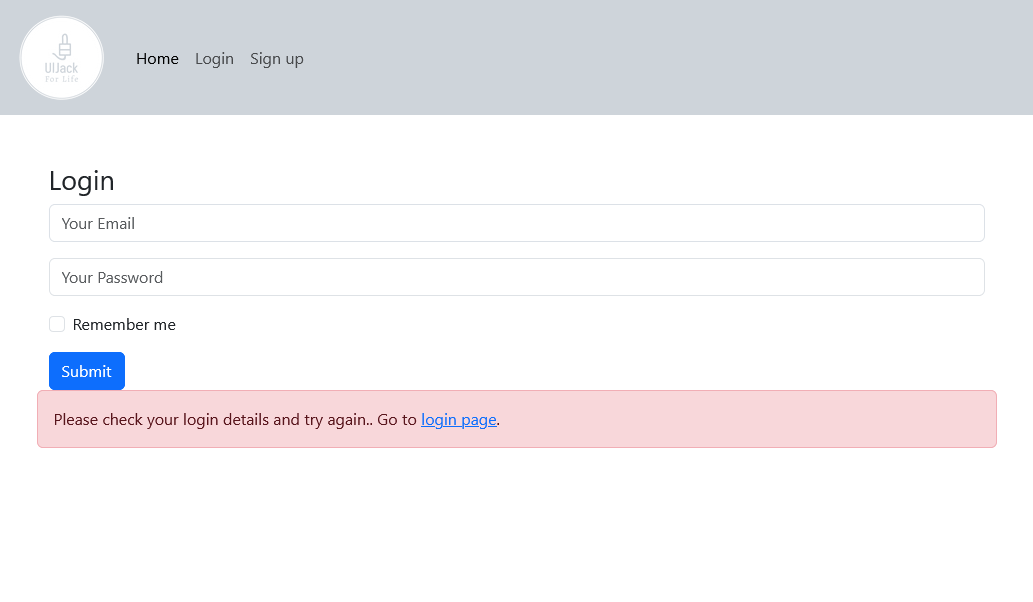 UIJack
For Life
Home Login Sign up
Login
Your Email
Your Password
Remember me
Submit
Please check your login details and try again.. Go to login page.